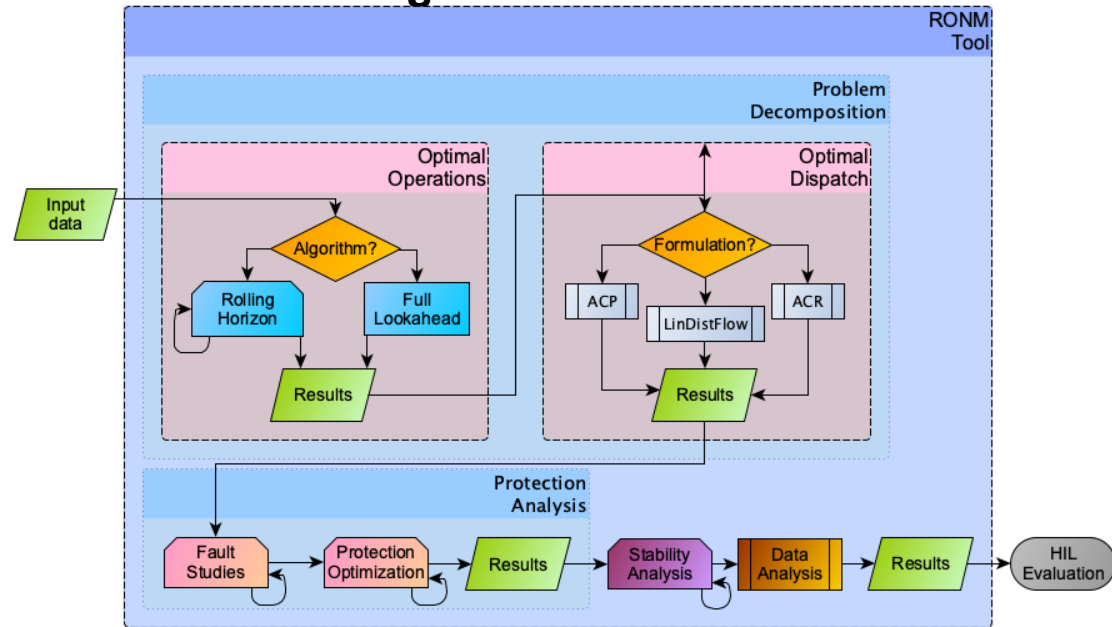 RONM
Tool
Problem
Decomposition
Optimal
Operations
Optimal
Dispatch
Input
data
Algorithm?
Formulation?
Rolling
Horizon
Full
Lookahead
ACP
LinDistFlow
ACR
Results
Results
Protection
Analysis
Fault
Studies
Protection
Optimization
Results
Stability
Analysis
Data
Analysis
Results
HIL
Evaluation